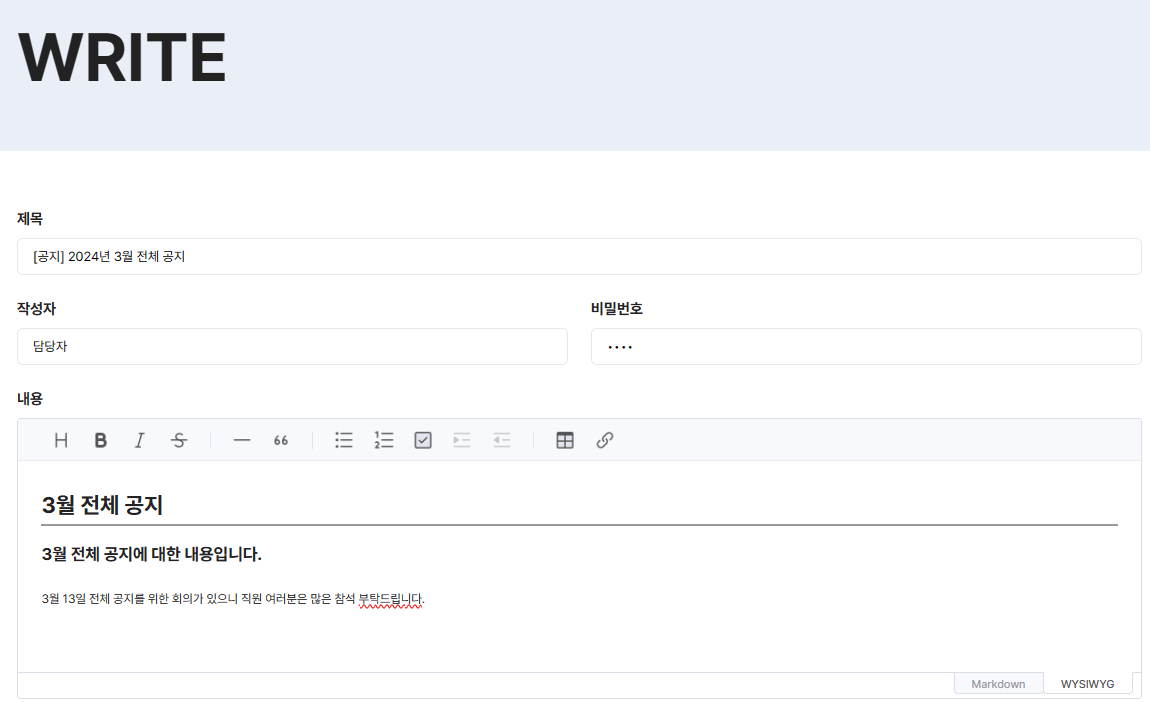 WRITE
제목
[공지] 2024년 3월 전체 공지
작성자 비밀번호
담당자 ••••
내용
H B I S — 66
3월 전체 공지
3월 전체 공지에 대한 내용입니다.
3월 13일 전체 공지를 위한 회의가 있으니 직원 여러분은 많은 참석 부탁드립니다.
Markdown WYSIWYG